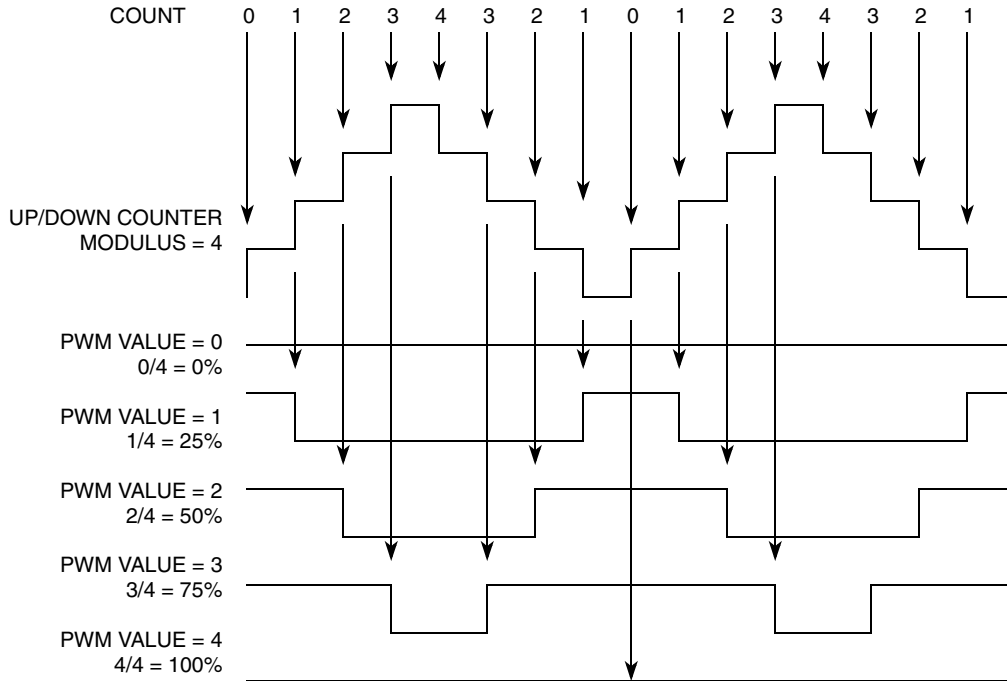 COUNT 0 1 2 3 4 3 2 1 0 1 2 3 4 3 2 1
UP/DOWN COUNTER
MODULUS = 4
PWM VALUE = 0
0/4 = 0%
PWM VALUE = 1
1/4 = 25%
PWM VALUE = 2
2/4 = 50%
PWM VALUE = 3
3/4 = 75%
PWM VALUE = 4
4/4 = 100%